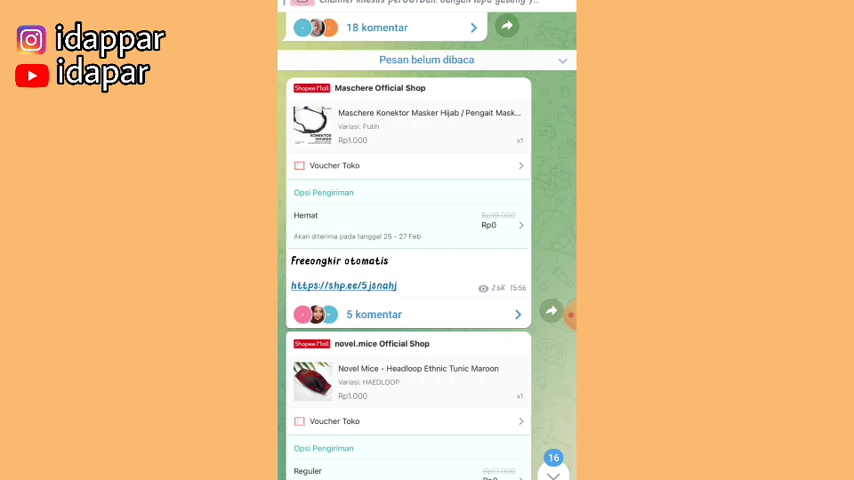 idappar
idapar
18 komentar
Pesan belum dibaca
Shopee Mall Maschere Official Shop
Maschere Konektor Masker Hijab / Pengait Mask...
Variasi: Putih
Rp1.000 x1
Voucher Toko
Opsi Pengiriman
Hemat Rp19.000
Rp0
Akan diterima pada tanggal 25 - 27 Feb
Freeongkir otomatis
https://shp.ee/5jsnahj
2.6K 15:56
5 komentar
Shopee Mall novel.mice Official Shop
Novel Mice - Headloop Ethnic Tunic Maroon
Variasi: HAEDLOOP
Rp1.000 x1
Voucher Toko
Opsi Pengiriman
Reguler Rp11.000
16